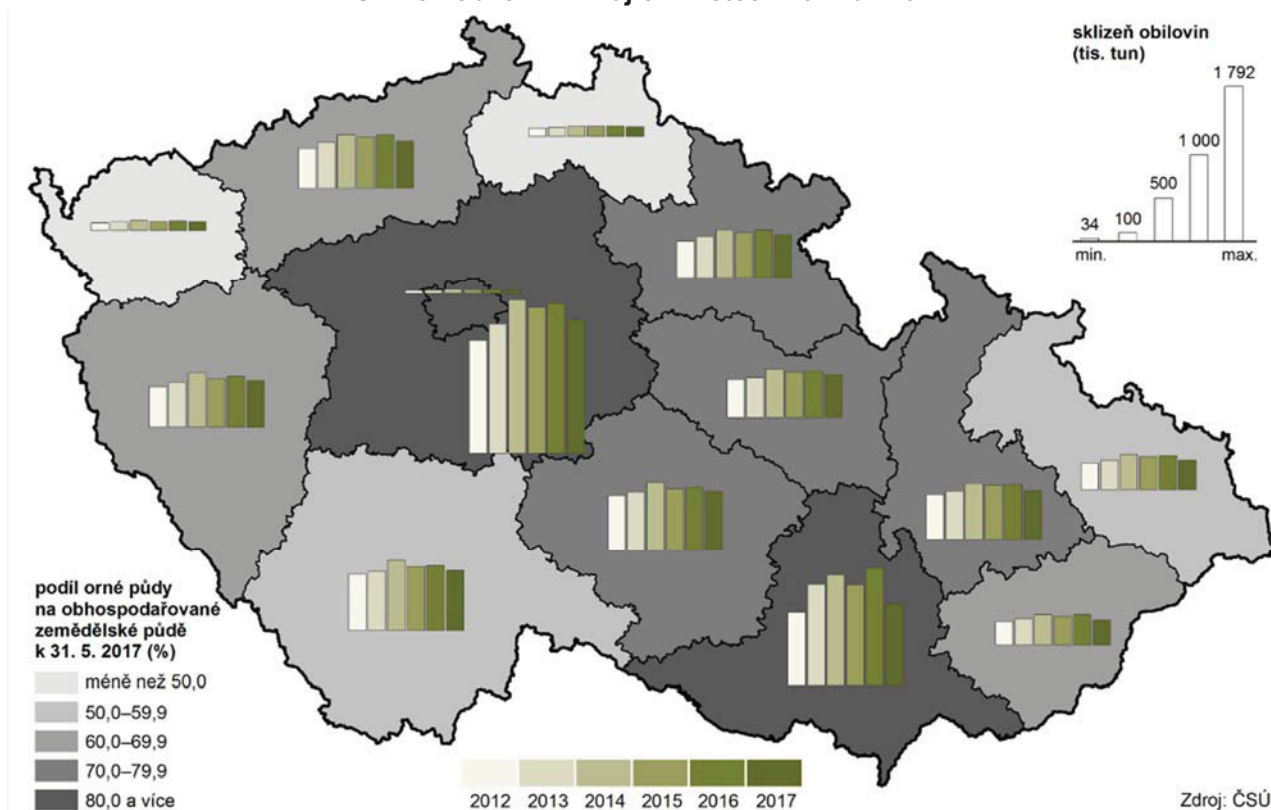 sklizeň obilovin
(tis. tun)
1 792
1 000
500
100
34
min.
max.
podíl orné půdy
na obhospodařované
zemědělské půdě
k 31. 5. 2017 (%)
méně než 50,0
50,0–59,9
60,0–69,9
70,0–79,9
80,0 a více
2012 2013 2014 2015 2016 2017
Zdroj: ČSÚ